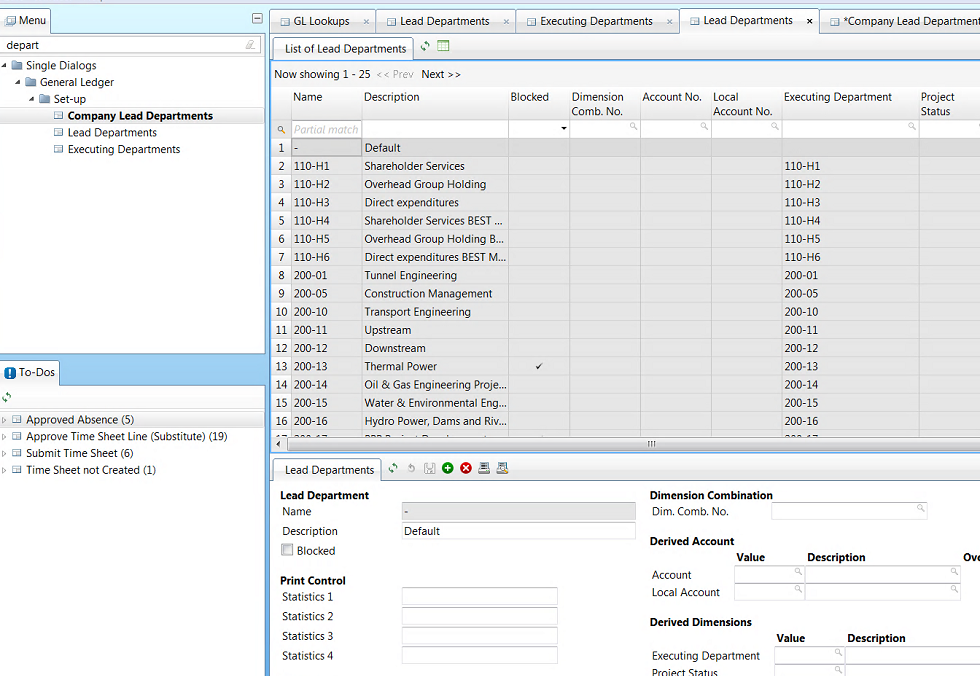 Menu
depart
Single Dialogs
General Ledger
Set-up
Company Lead Departments
Lead Departments
Executing Departments
To-Dos
Approved Absence (5)
Approve Time Sheet Line (Substitute) (19)
Submit Time Sheet (6)
Time Sheet not Created (1)
GL Lookups × Lead Departments × Executing Departments × Lead Departments × *Company Lead Department
List of Lead Departments
Now showing 1 - 25 << Prev Next >>
Name Description Blocked Dimension Comb. No. Account No. Local Account No. Executing Department Project Status
Partial match
1 - Default
2 110-H1 Shareholder Services 110-H1
3 110-H2 Overhead Group Holding 110-H2
4 110-H3 Direct expenditures 110-H3
5 110-H4 Shareholder Services BEST ... 110-H4
6 110-H5 Overhead Group Holding B... 110-H5
7 110-H6 Direct expenditures BEST M... 110-H6
8 200-01 Tunnel Engineering 200-01
9 200-05 Construction Management 200-05
10 200-10 Transport Engineering 200-10
11 200-11 Upstream 200-11
12 200-12 Downstream 200-12
13 200-13 Thermal Power ✓ 200-13
14 200-14 Oil & Gas Engineering Proje... 200-14
15 200-15 Water & Environmental Eng... 200-15
16 200-16 Hydro Power, Dams and Riv... 200-16
Lead Departments
Lead Department
Name -
Description Default
Blocked
Print Control
Statistics 1
Statistics 2
Statistics 3
Statistics 4
Dimension Combination
Dim. Comb. No.
Derived Account
Value Description Ove
Account
Local Account
Derived Dimensions
Value Description
Executing Department
Project Status